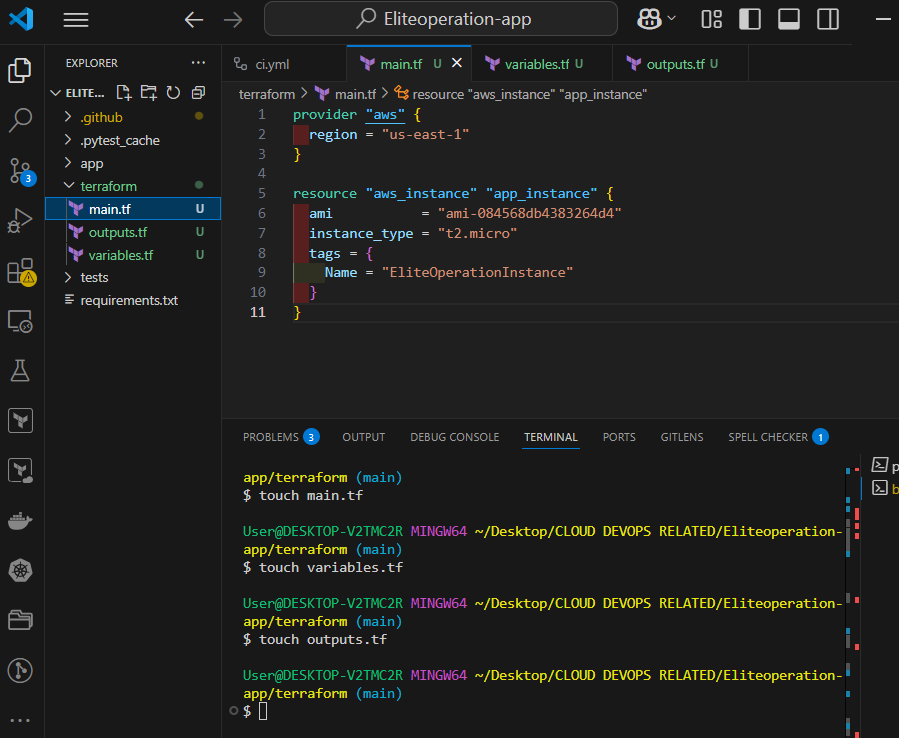 Eliteoperation-app
EXPLORER ···
ELITE...
.github
.pytest_cache
app
terraform
main.tf U
outputs.tf U
variables.tf U
tests
requirements.txt
3
ci.yml main.tf U variables.tf U outputs.tf U
terraform > main.tf > resource "aws_instance" "app_instance"
1 provider "aws" {
2 region = "us-east-1"
3 }
4
5 resource "aws_instance" "app_instance" {
6 ami = "ami-084568db4383264d4"
7 instance_type = "t2.micro"
8 tags = {
9 Name = "EliteOperationInstance"
10 }
11 }
PROBLEMS 3 OUTPUT DEBUG CONSOLE TERMINAL PORTS GITLENS SPELL CHECKER 1
app/terraform (main)
$ touch main.tf
User@DESKTOP-V2TMC2R MINGW64 ~/Desktop/CLOUD DEVOPS RELATED/Eliteoperation-
app/terraform (main)
$ touch variables.tf
User@DESKTOP-V2TMC2R MINGW64 ~/Desktop/CLOUD DEVOPS RELATED/Eliteoperation-
app/terraform (main)
$ touch outputs.tf
User@DESKTOP-V2TMC2R MINGW64 ~/Desktop/CLOUD DEVOPS RELATED/Eliteoperation-
app/terraform (main)
$
p
b